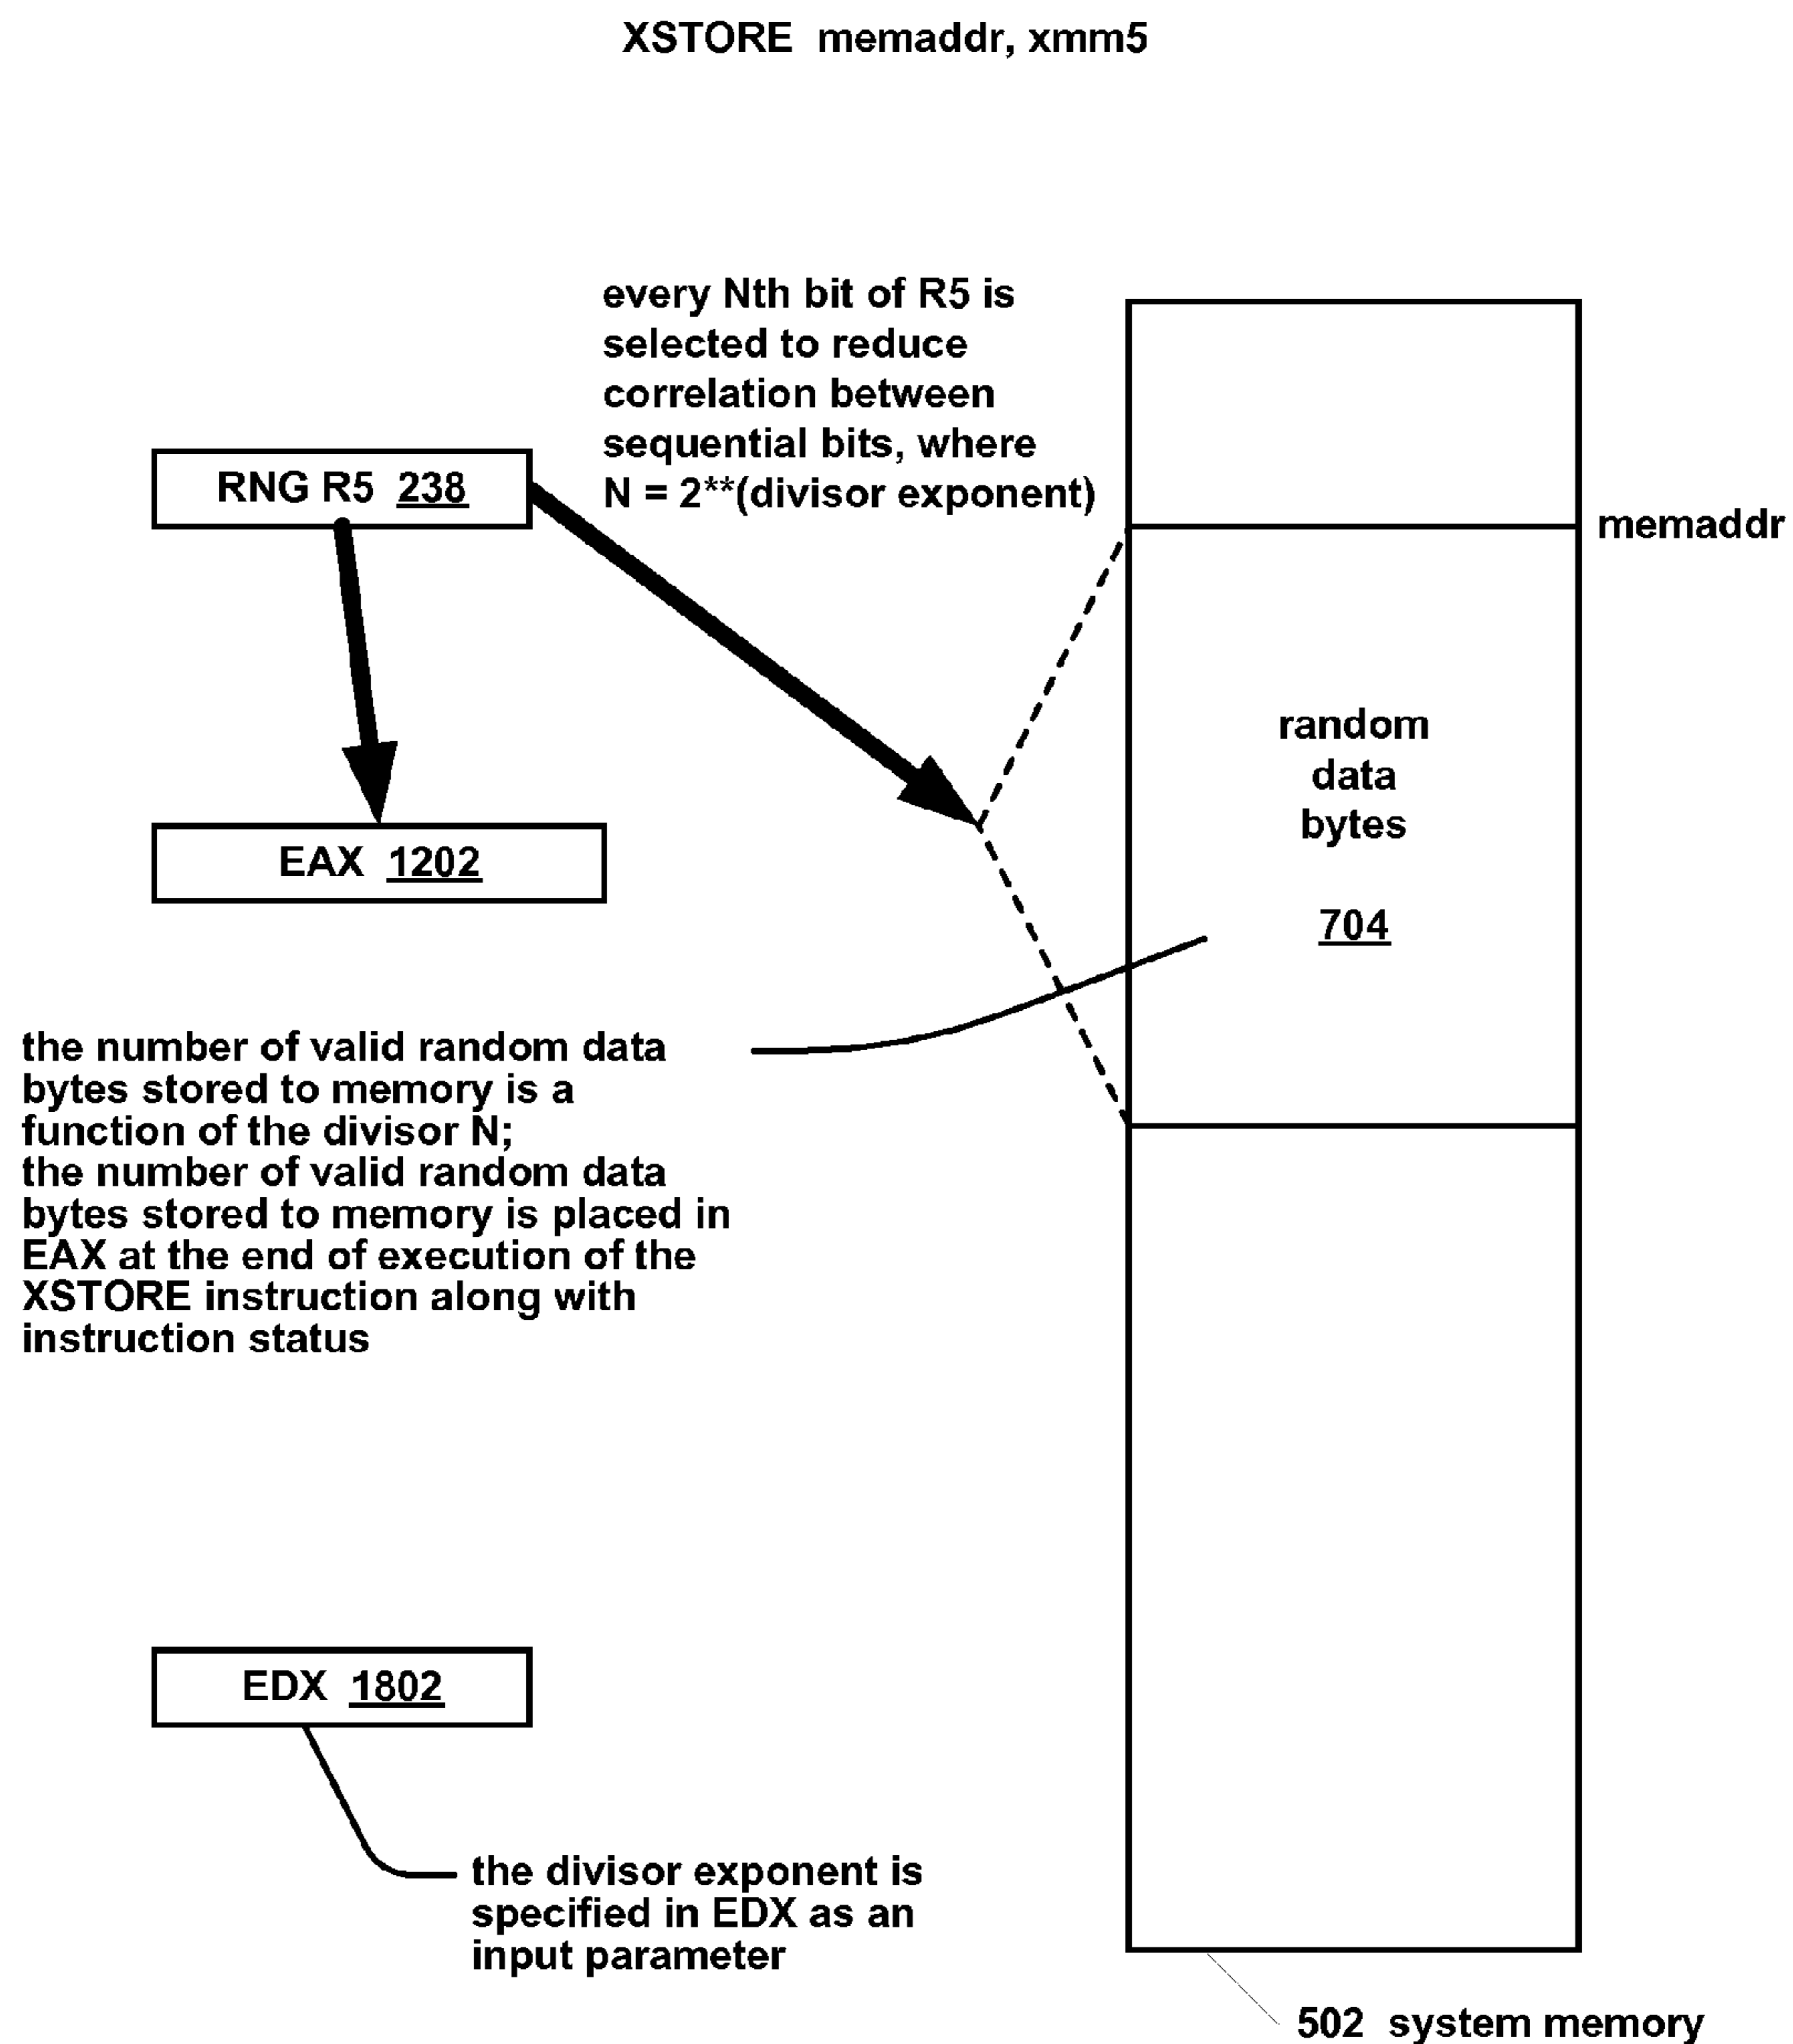 XSTORE memaddr, xmm5
every Nth bit of R5 is
selected to reduce
correlation between
sequential bits, where
N = 2**(divisor exponent)
RNG R5 238
memaddr
random
data
bytes
704
EAX 1202
the number of valid random data
bytes stored to memory is a
function of the divisor N;
the number of valid random data
bytes stored to memory is placed in
EAX at the end of execution of the
XSTORE instruction along with
instruction status
EDX 1802
the divisor exponent is
specified in EDX as an
input parameter
502 system memory